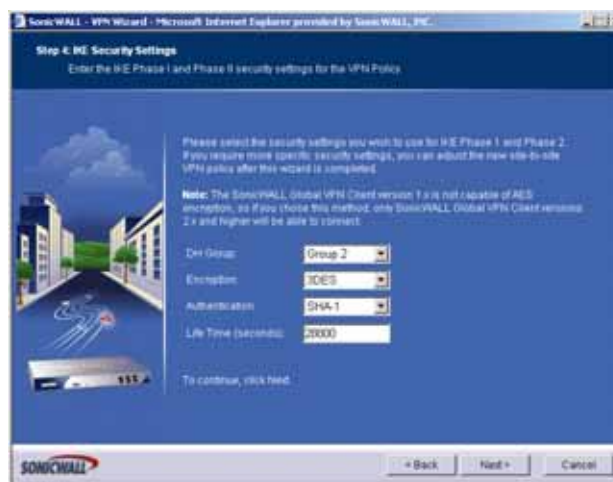 SonicWALL - VPN Wizard - Microsoft Internet Explorer provided by SonicWALL, INC.
Step 4: IKE Security Settings
Enter the IKE Phase I and Phase II security settings for the VPN Policy.
Please select the security settings you wish to use for IKE Phase 1 and Phase 2.
If you require more specific security settings, you can adjust the new site-to-site
VPN policy after this wizard is completed.
Note: The SonicWALL Global VPN Client version 1.x is not capable of AES
encryption, so if you chose this method, only SonicWALL Global VPN Client versions
2.x and higher will be able to connect.
DH Group: Group 2
Encryption: 3DES
Authentication: SHA-1
Life Time (seconds): 28800
To continue, click Next.
SONICWALL
< Back Next > Cancel